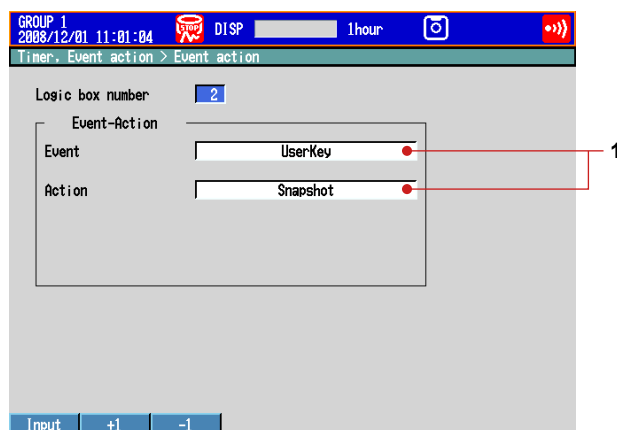 GROUP 1
2008/12/01 11:01:04 STOP DISP 1hour
Timer, Event action > Event action
Logic box number 2
Event-Action
Event UserKey
1
Action Snapshot
Input +1 -1